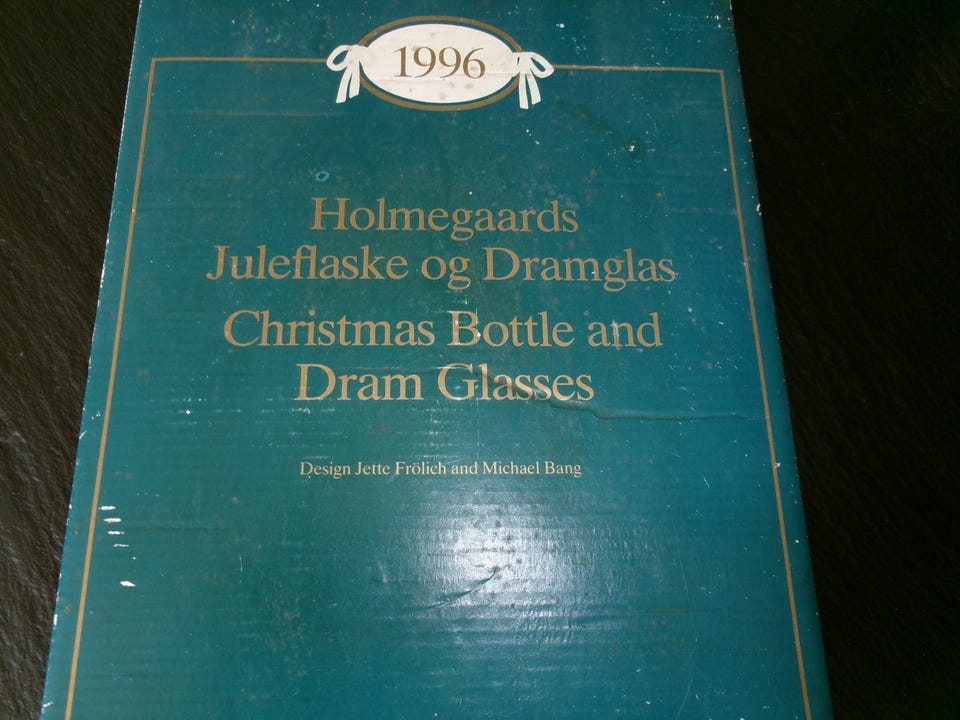 1996
Holmegaards
Juleflaske og Dramglas
Christmas Bottle and
Dram Glasses
Design Jette Frölich and Michael Bang